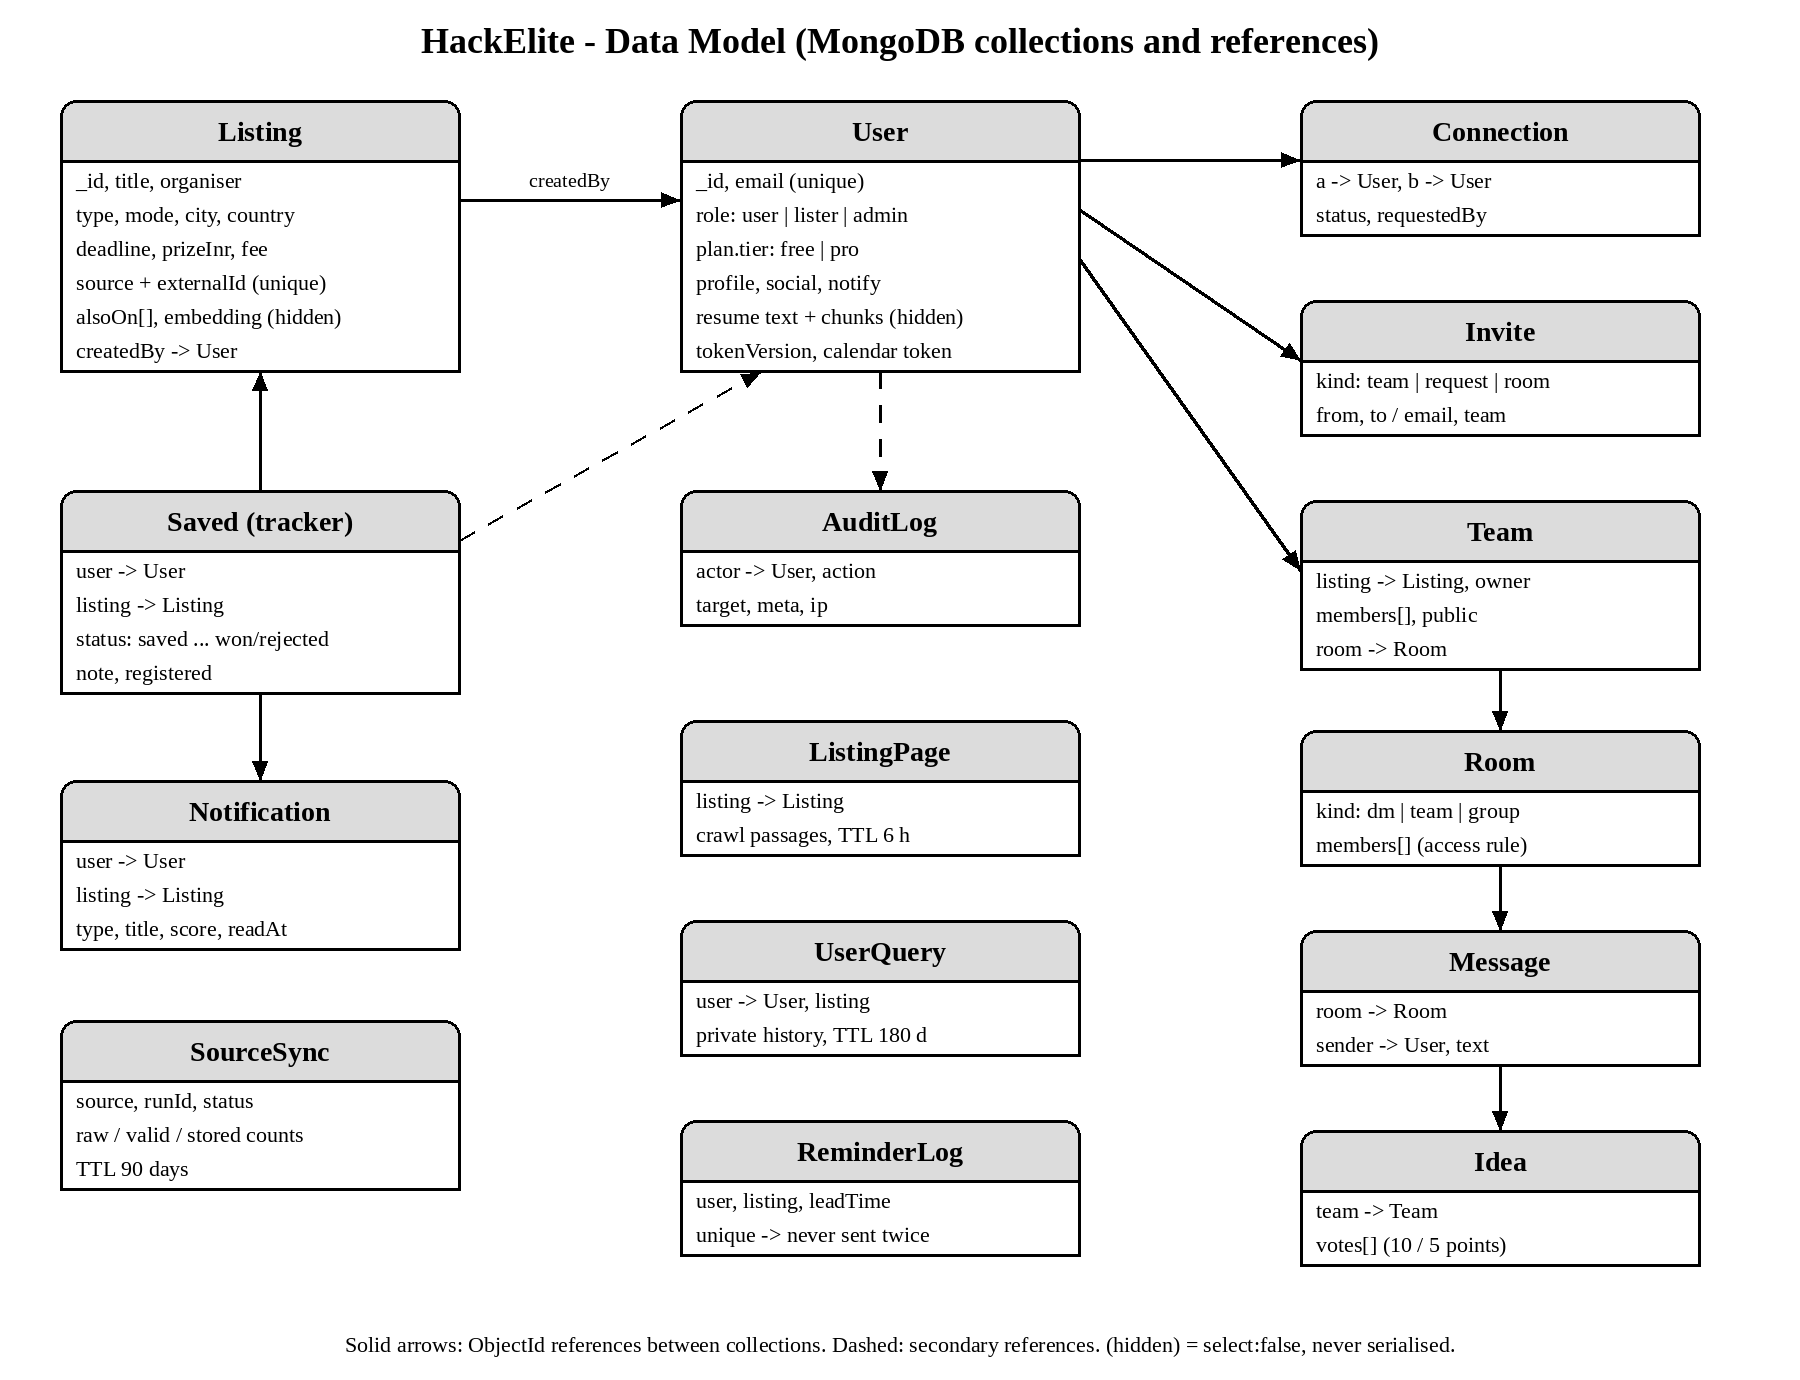 HackElite - Data Model (MongoDB collections and references)
Listing
_id, title, organiser
type, mode, city, country
deadline, prizeInr, fee
source + externalId (unique)
alsoOn[], embedding (hidden)
createdBy -> User
createdBy
User
_id, email (unique)
role: user | lister | admin
plan.tier: free | pro
profile, social, notify
resume text + chunks (hidden)
tokenVersion, calendar token
Connection
a -> User, b -> User
status, requestedBy
Invite
kind: team | request | room
from, to / email, team
Saved (tracker)
user -> User
listing -> Listing
status: saved ... won/rejected
note, registered
AuditLog
actor -> User, action
target, meta, ip
Team
listing -> Listing, owner
members[], public
room -> Room
Notification
user -> User
listing -> Listing
type, title, score, readAt
ListingPage
listing -> Listing
crawl passages, TTL 6 h
Room
kind: dm | team | group
members[] (access rule)
SourceSync
source, runId, status
raw / valid / stored counts
TTL 90 days
UserQuery
user -> User, listing
private history, TTL 180 d
Message
room -> Room
sender -> User, text
ReminderLog
user, listing, leadTime
unique -> never sent twice
Idea
team -> Team
votes[] (10 / 5 points)
Solid arrows: ObjectId references between collections. Dashed: secondary references. (hidden) = select:false, never serialised.